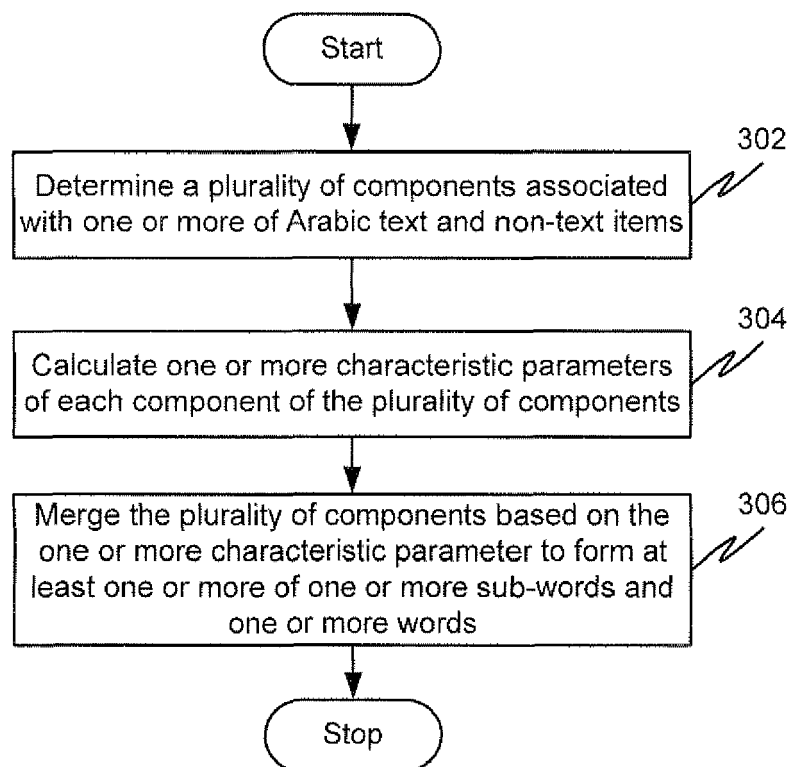 Start
302
Determine a plurality of components associated
with one or more of Arabic text and non-text items
304
Calculate one or more characteristic parameters
of each component of the plurality of components
306
Merge the plurality of components based on the
one or more characteristic parameter to form at
least one or more of one or more sub-words and
one or more words
Stop